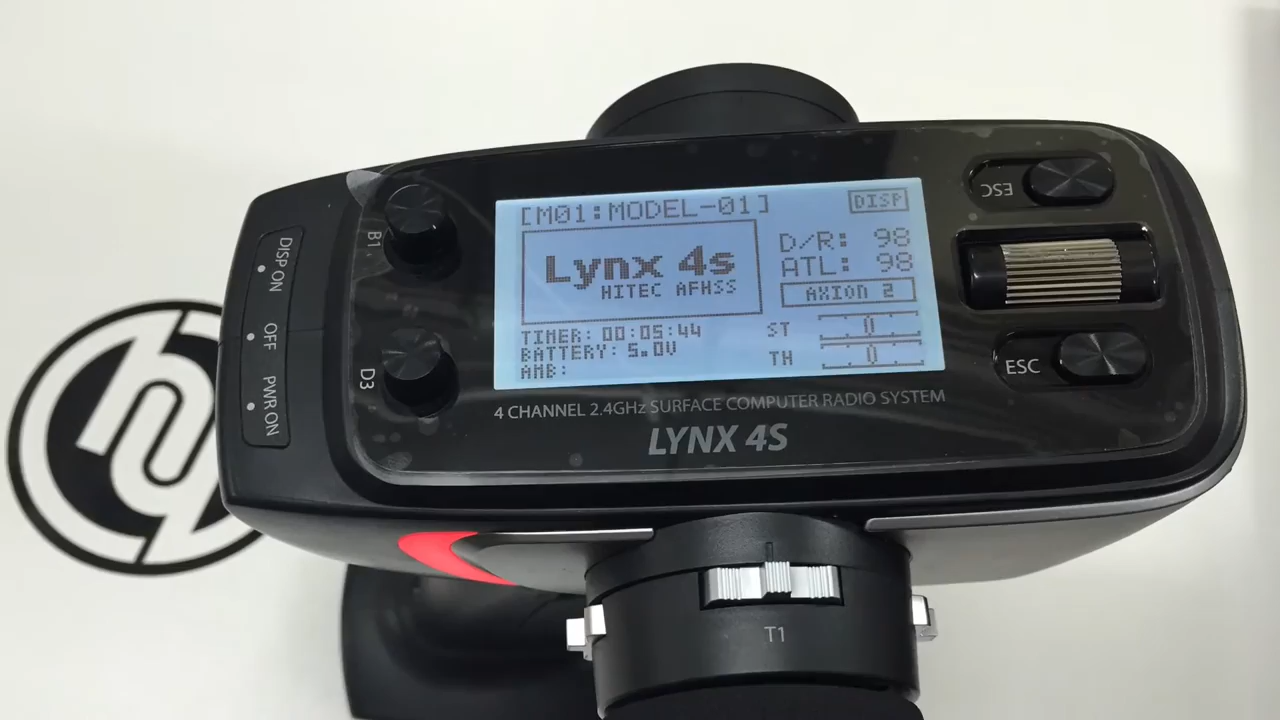 [M01:MODEL-01]
DISP
Lynx 4s
HITEC AFHSS
D/R: 98
ATL: 98
AXION 2
TIMER: 00:05:44
BATTERY: 5.0V
AMB:
ST 0
TH 0
4 CHANNEL 2.4GHz SURFACE COMPUTER RADIO SYSTEM
LYNX 4S
B1
D3
DISP ON
OFF
PWR ON
ESC
ESC
T1